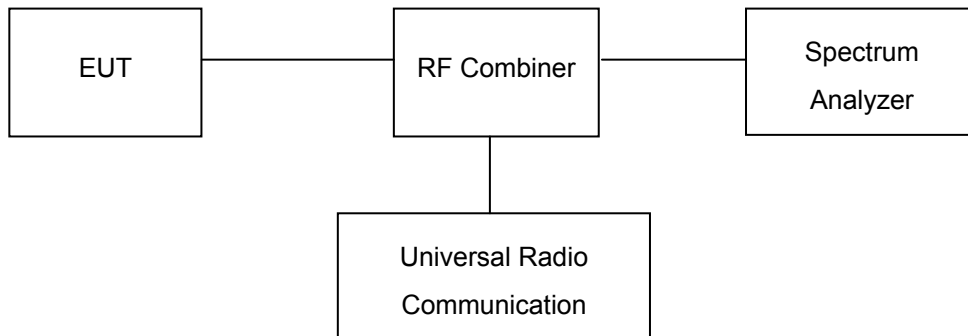 EUT
RF Combiner
Spectrum
Analyzer
Universal Radio
Communication